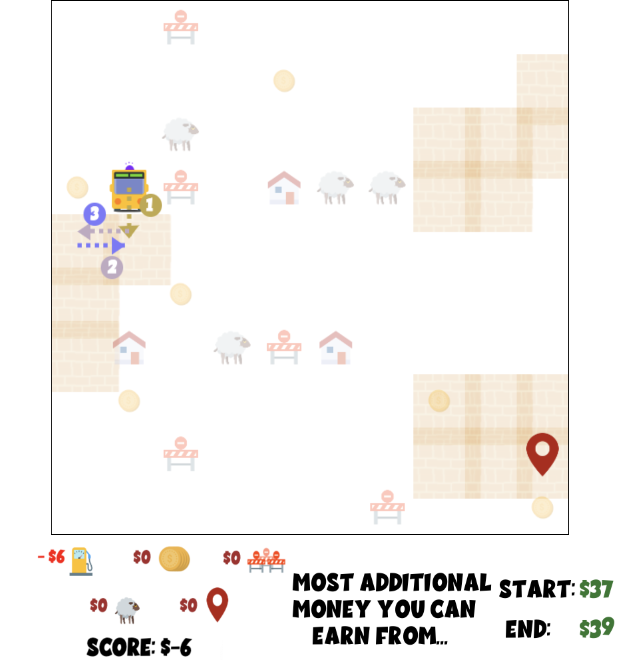 1
3
2
- $6
$0
$0
$0
$0
SCORE: $-6
MOST ADDITIONAL
MONEY YOU CAN
EARN FROM...
START: $37
END: $39